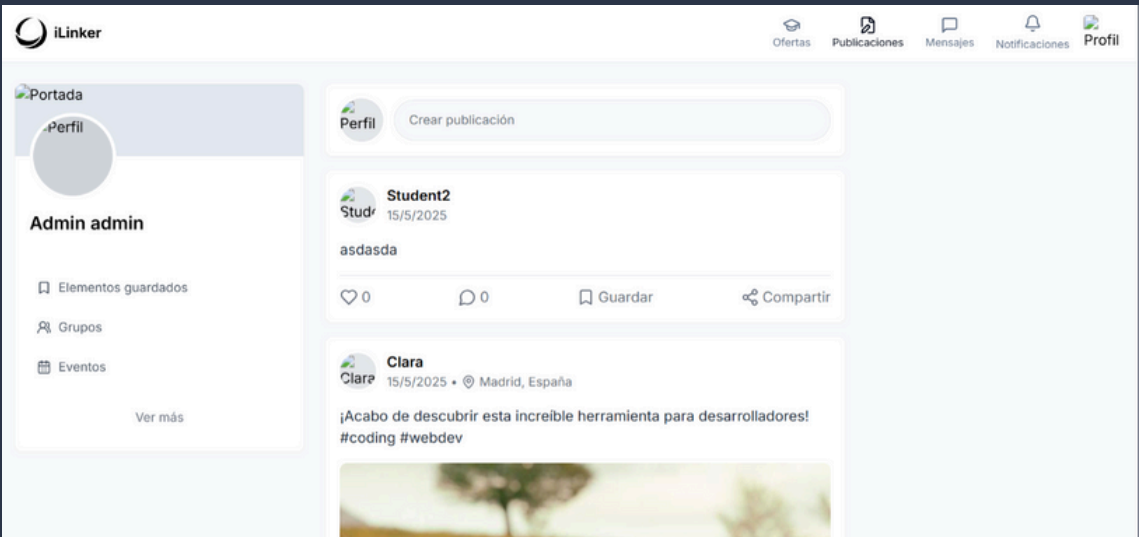 iLinker
Ofertas
Publicaciones
Mensajes
Notificaciones
Profil
Portada
Perfil
Admin admin
Elementos guardados
Grupos
Eventos
Ver más
Perfil
Crear publicación
Student2
Stude
15/5/2025
asdasda
0
0
Guardar
Compartir
Clara
Clara
15/5/2025 • Madrid, España
¡Acabo de descubrir esta increíble herramienta para desarrolladores!
#coding #webdev